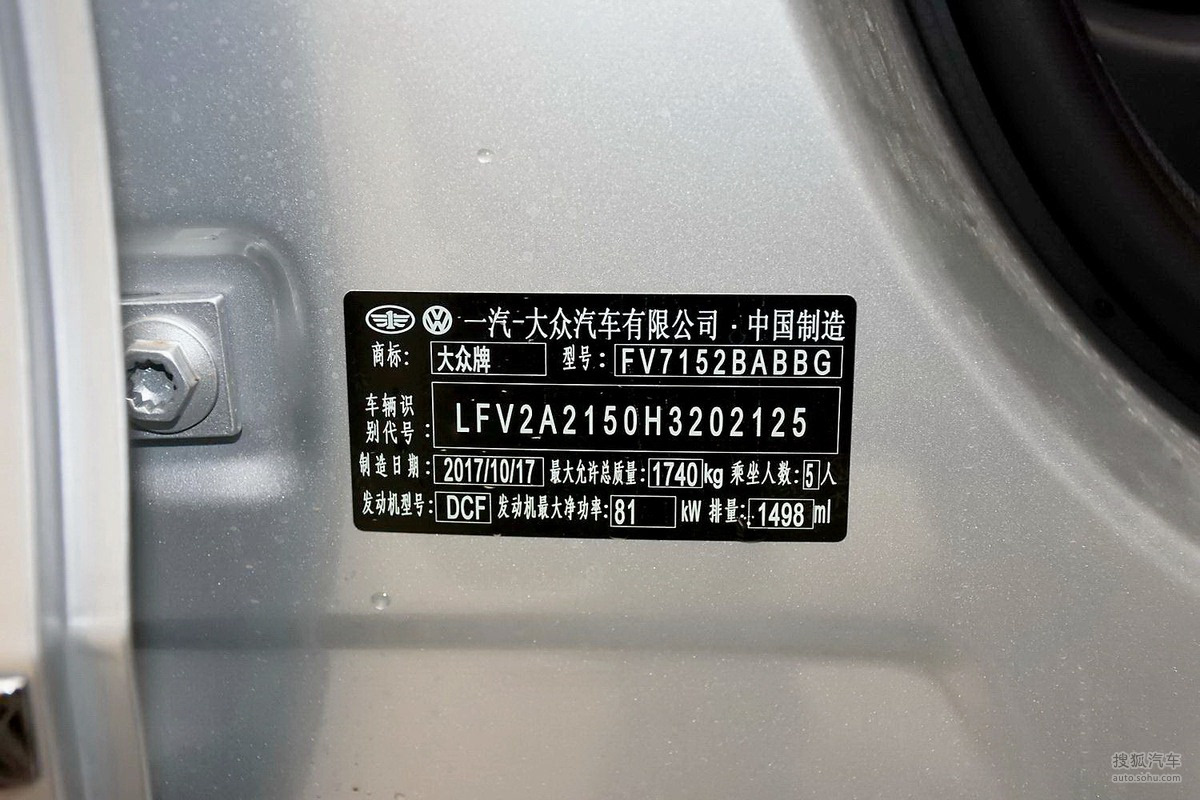 一汽-大众汽车有限公司·中国制造
商标: 大众牌 型号: FV7152BABBG
车辆识别代号: LFV2A2150H3202125
制造日期: 2017/10/17 最大允许总质量: 1740kg 乘坐人数: 5人
发动机型号: DCF 发动机最大净功率: 81 kW 排量: 1498 ml
搜狐汽车
auto.sohu.com